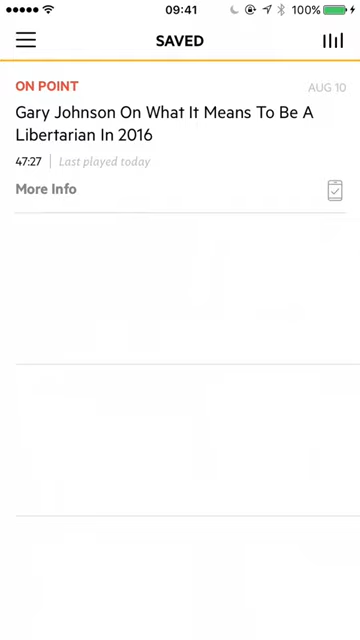 09:41
100%
SAVED
ON POINT
AUG 10
Gary Johnson On What It Means To Be A
Libertarian In 2016
47:27 | Last played today
More Info